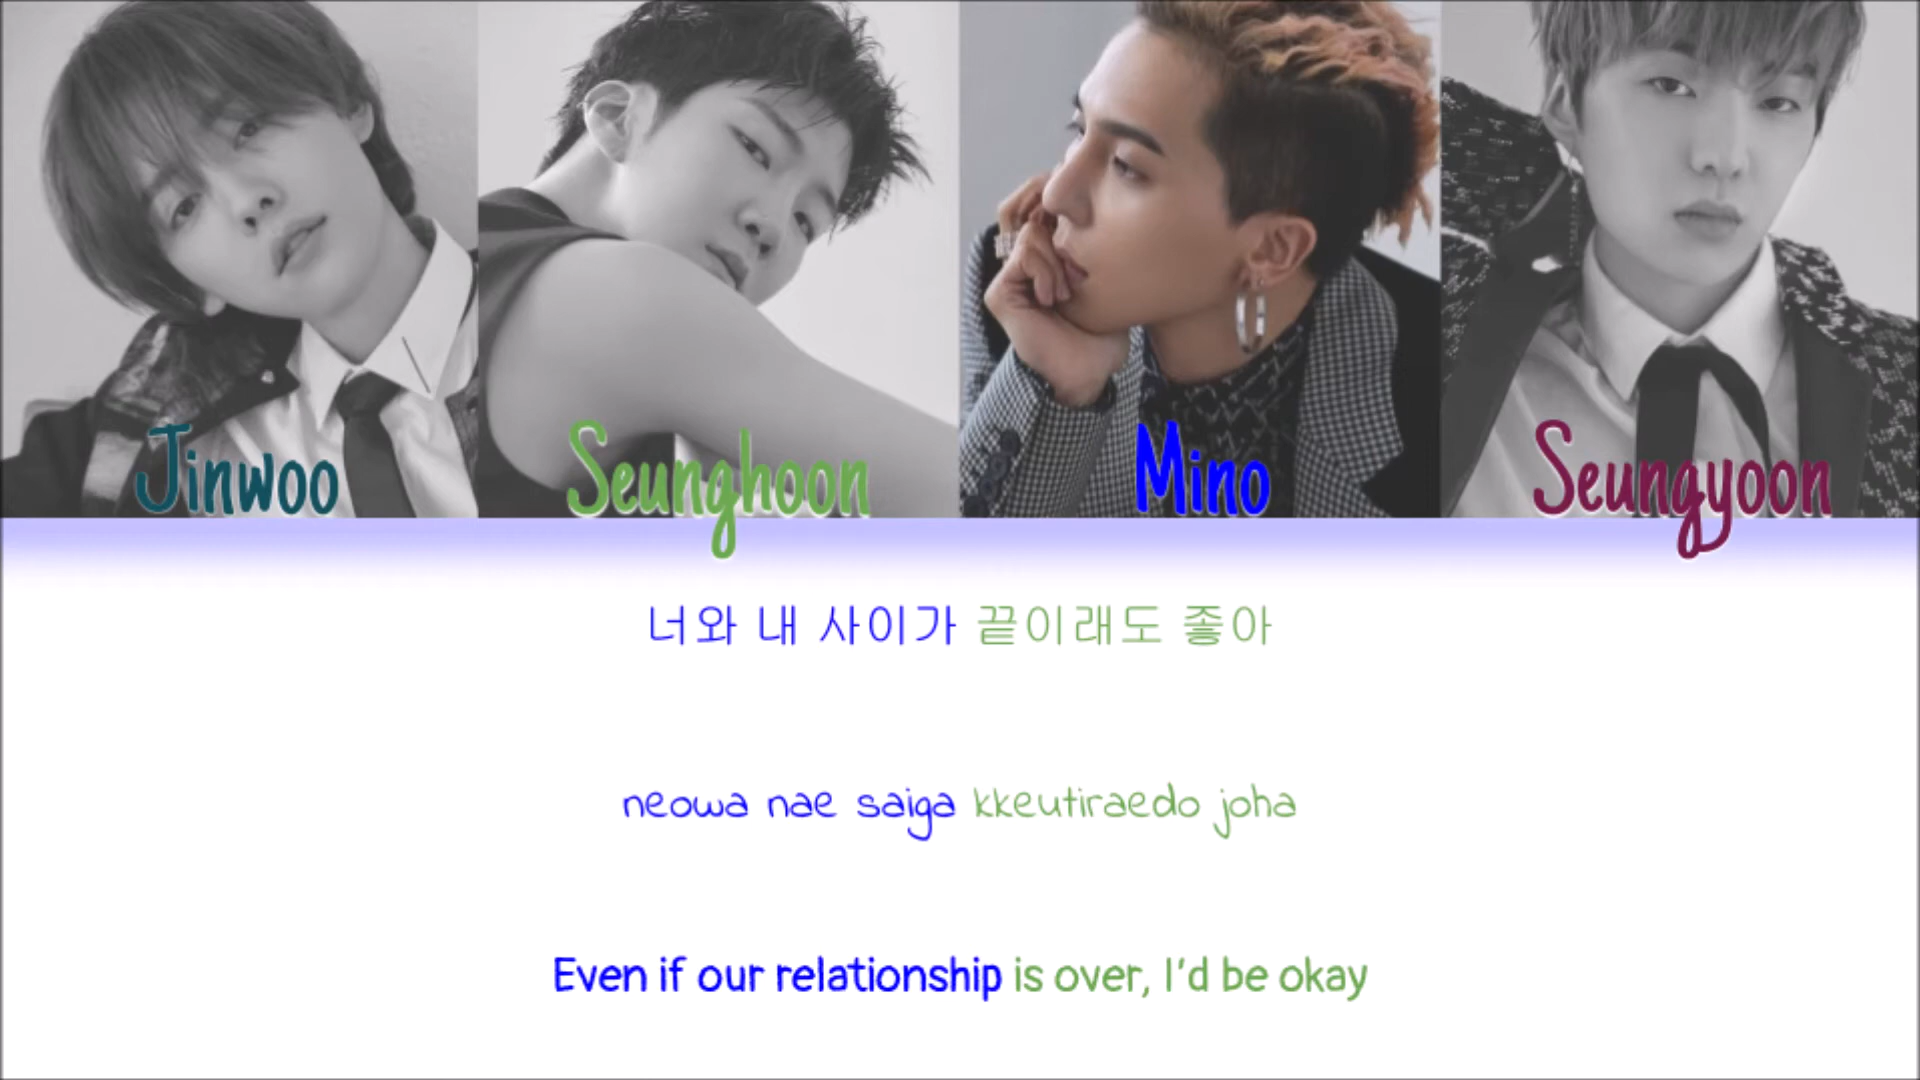 Jinwoo Seunghoon Mino Seungyoon
너와 내 사이가 끝이래도 좋아
neowa nae saiga kkeutiraedo joha
Even if our relationship is over, I'd be okay